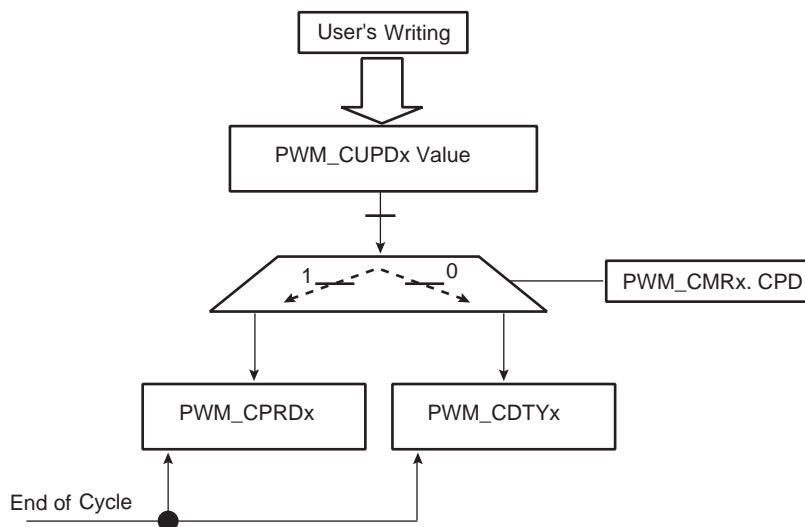 User's Writing
PWM_CUPDx Value
1
0
PWM_CMRx. CPD
PWM_CPRDx
PWM_CDTYx
End of Cycle